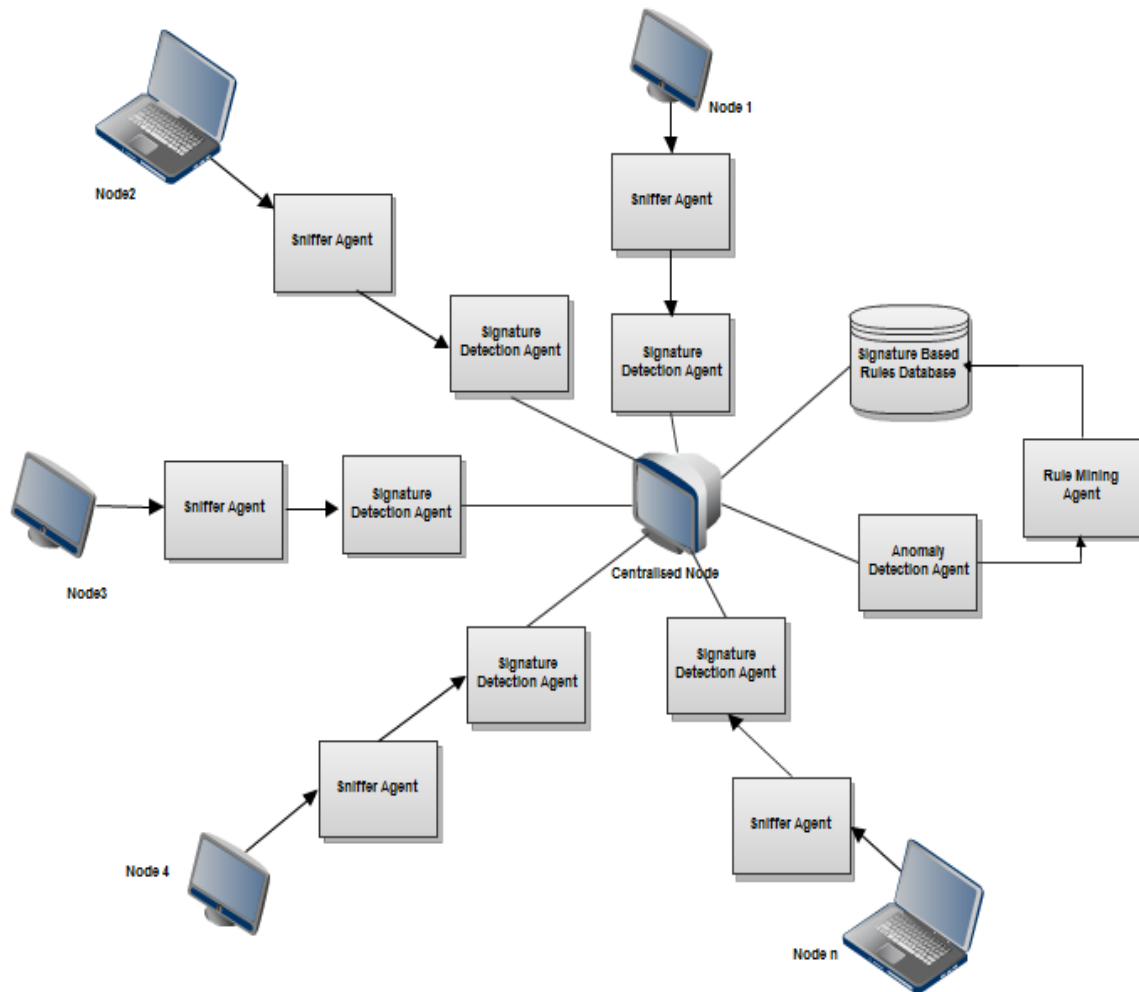 Node 1
Node2
Sniffer Agent
Sniffer Agent
Signature
Detection Agent
Signature
Detection Agent
Signature Based
Rules Database
Rule Mining
Agent
Sniffer Agent
Signature
Detection Agent
Anomaly
Detection Agent
Centralised Node
Node3
Signature
Detection Agent
Signature
Detection Agent
Sniffer Agent
Sniffer Agent
Node 4
Node n